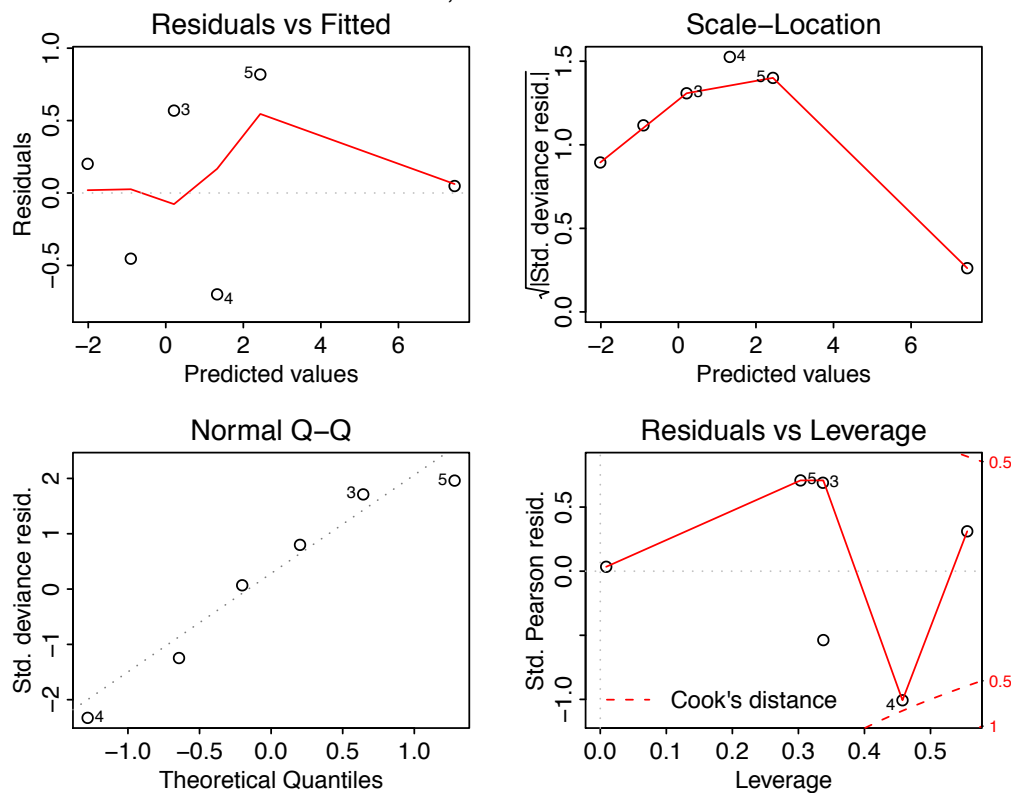 Residuals vs Fitted
1.0
0.5
0.0
−0.5
Residuals
5
3
4
−2 0 2 4 6
Predicted values
Scale−Location
1.5
1.0
0.5
0.0
√|Std. deviance resid.|
4
5
3
−2 0 2 4 6
Predicted values
Normal Q−Q
2
1
0
−1
−2
Std. deviance resid.
3
5
4
−1.0 −0.5 0.0 0.5 1.0
Theoretical Quantiles
Residuals vs Leverage
0.5
0.0
−1.0
Std. Pearson resid.
5
3
4
0.5
0.5
1
Cook's distance
0.0 0.1 0.2 0.3 0.4 0.5
Leverage